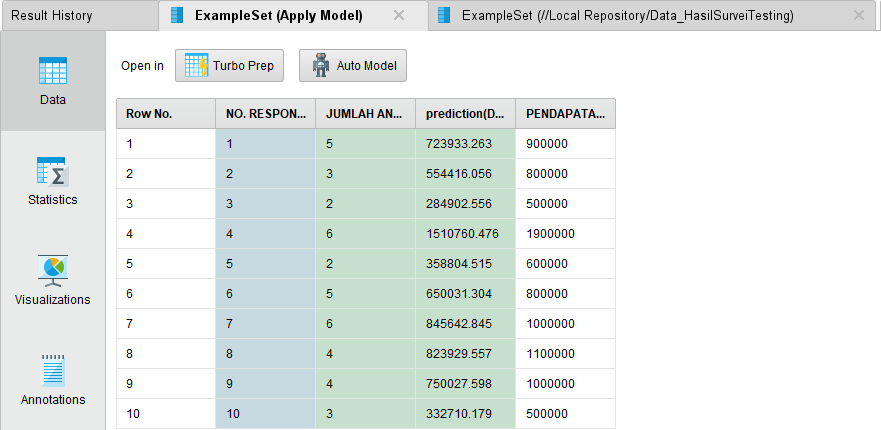 Result History
ExampleSet (Apply Model)
ExampleSet (//Local Repository/Data_HasilSurveiTesting)
Data
Statistics
Visualizations
Annotations
Open in
Turbo Prep
Auto Model
Row No. NO. RESPON... JUMLAH AN... prediction(D... PENDAPATA...
1 1 5 723933.263 900000
2 2 3 554416.056 800000
3 3 2 284902.556 500000
4 4 6 1510760.476 1900000
5 5 2 358804.515 600000
6 6 5 650031.304 800000
7 7 6 845642.845 1000000
8 8 4 823929.557 1100000
9 9 4 750027.598 1000000
10 10 3 332710.179 500000